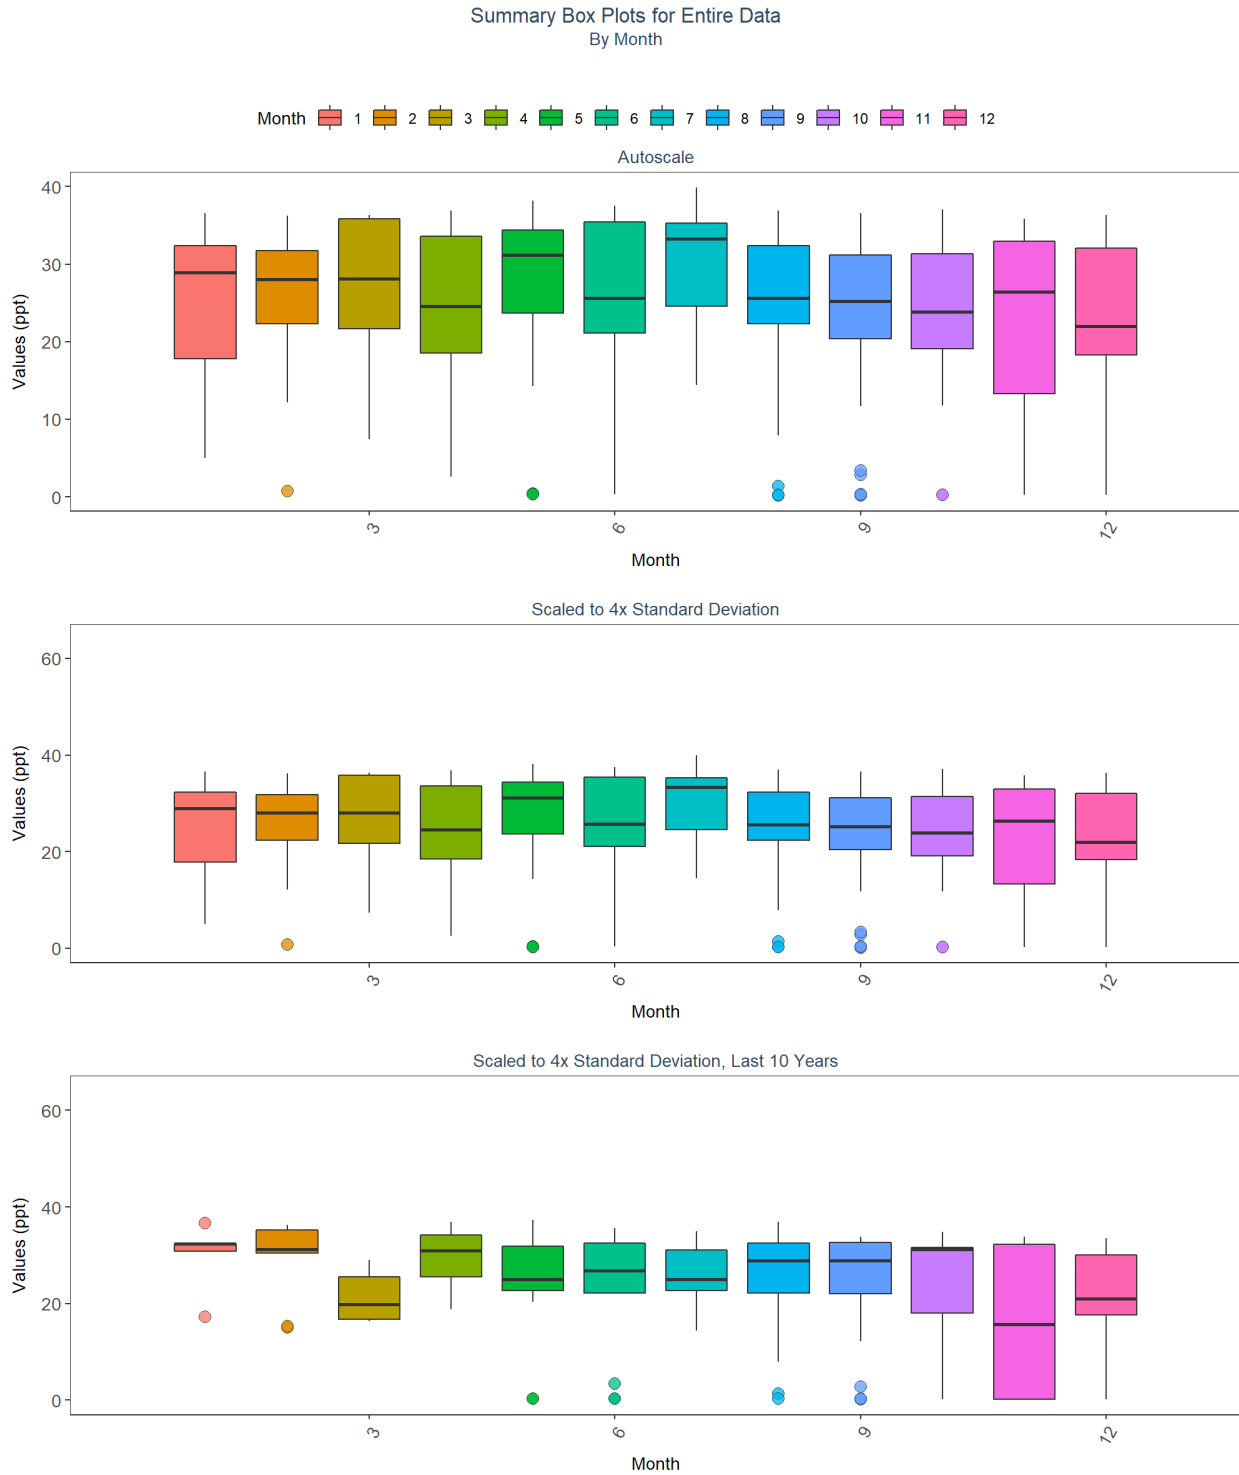 Summary Box Plots for Entire Data
By Month
Month 1 2 3 4 5 6 7 8 9 10 11 12
Autoscale
Values (ppt)
40
30
20
10
0
3 6 9 12
Month
Scaled to 4x Standard Deviation
Values (ppt)
60
40
20
0
3 6 9 12
Month
Scaled to 4x Standard Deviation, Last 10 Years
Values (ppt)
60
40
20
0
3 6 9 12
Month